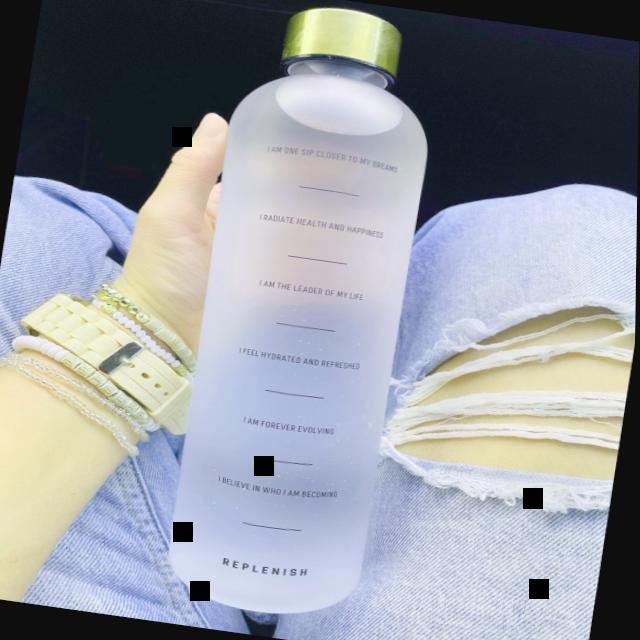 I AM ONE SIP CLOSER TO MY DREAMS
I RADIATE HEALTH AND HAPPINESS
I AM THE LEADER OF MY LIFE
I FEEL HYDRATED AND REFRESHED
I AM FOREVER EVOLVING
I BELIEVE IN WHO I AM BECOMING
REPLENISH